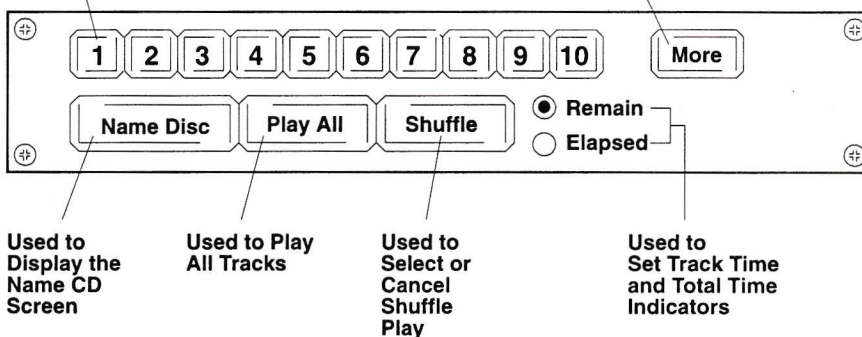 1 2 3 4 5 6 7 8 9 10 More
Name Disc Play All Shuffle Remain
Elapsed
Used to
Display the
Name CD
Screen
Used to Play
All Tracks
Used to
Select or
Cancel
Shuffle
Play
Used to
Set Track Time
and Total Time
Indicators